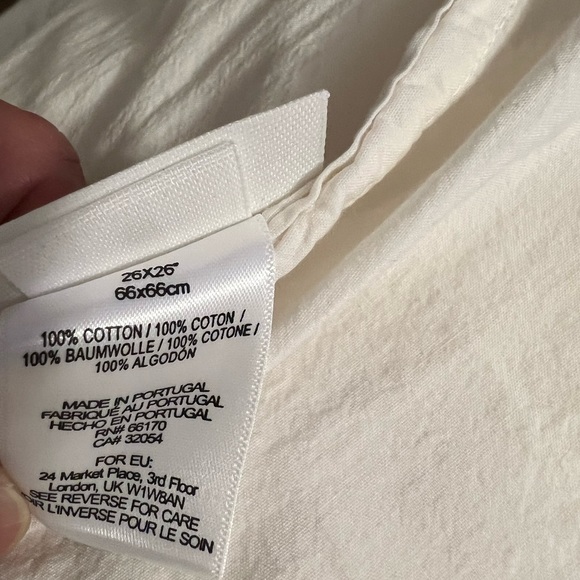 26X26"
66x66cm
100% COTTON / 100% COTON /
100% BAUMWOLLE / 100% COTONE /
100% ALGODÓN
MADE IN PORTUGAL
FABRIQUÉ AU PORTUGAL
HECHO EN PORTUGAL
RN# 66170
CA# 32054
FOR EU:
24 Market Place, 3rd Floor
London, UK W1W8AN
SEE REVERSE FOR CARE
L'INVERSE POUR LE SOIN